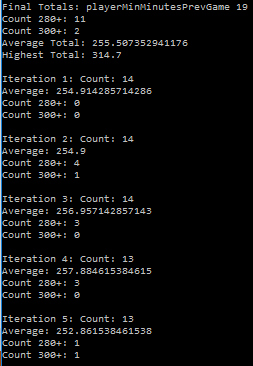 Final Totals: playerMinMinutesPrevGame 19
Count 280+: 11
Count 300+: 2
Average Total: 255.507352941176
Highest Total: 314.7

Iteration 1: Count: 14
Average: 254.914285714286
Count 280+: 0
Count 300+: 0

Iteration 2: Count: 14
Average: 254.9
Count 280+: 4
Count 300+: 1

Iteration 3: Count: 14
Average: 256.957142857143
Count 280+: 3
Count 300+: 0

Iteration 4: Count: 13
Average: 257.884615384615
Count 280+: 3
Count 300+: 0

Iteration 5: Count: 13
Average: 252.861538461538
Count 280+: 1
Count 300+: 1